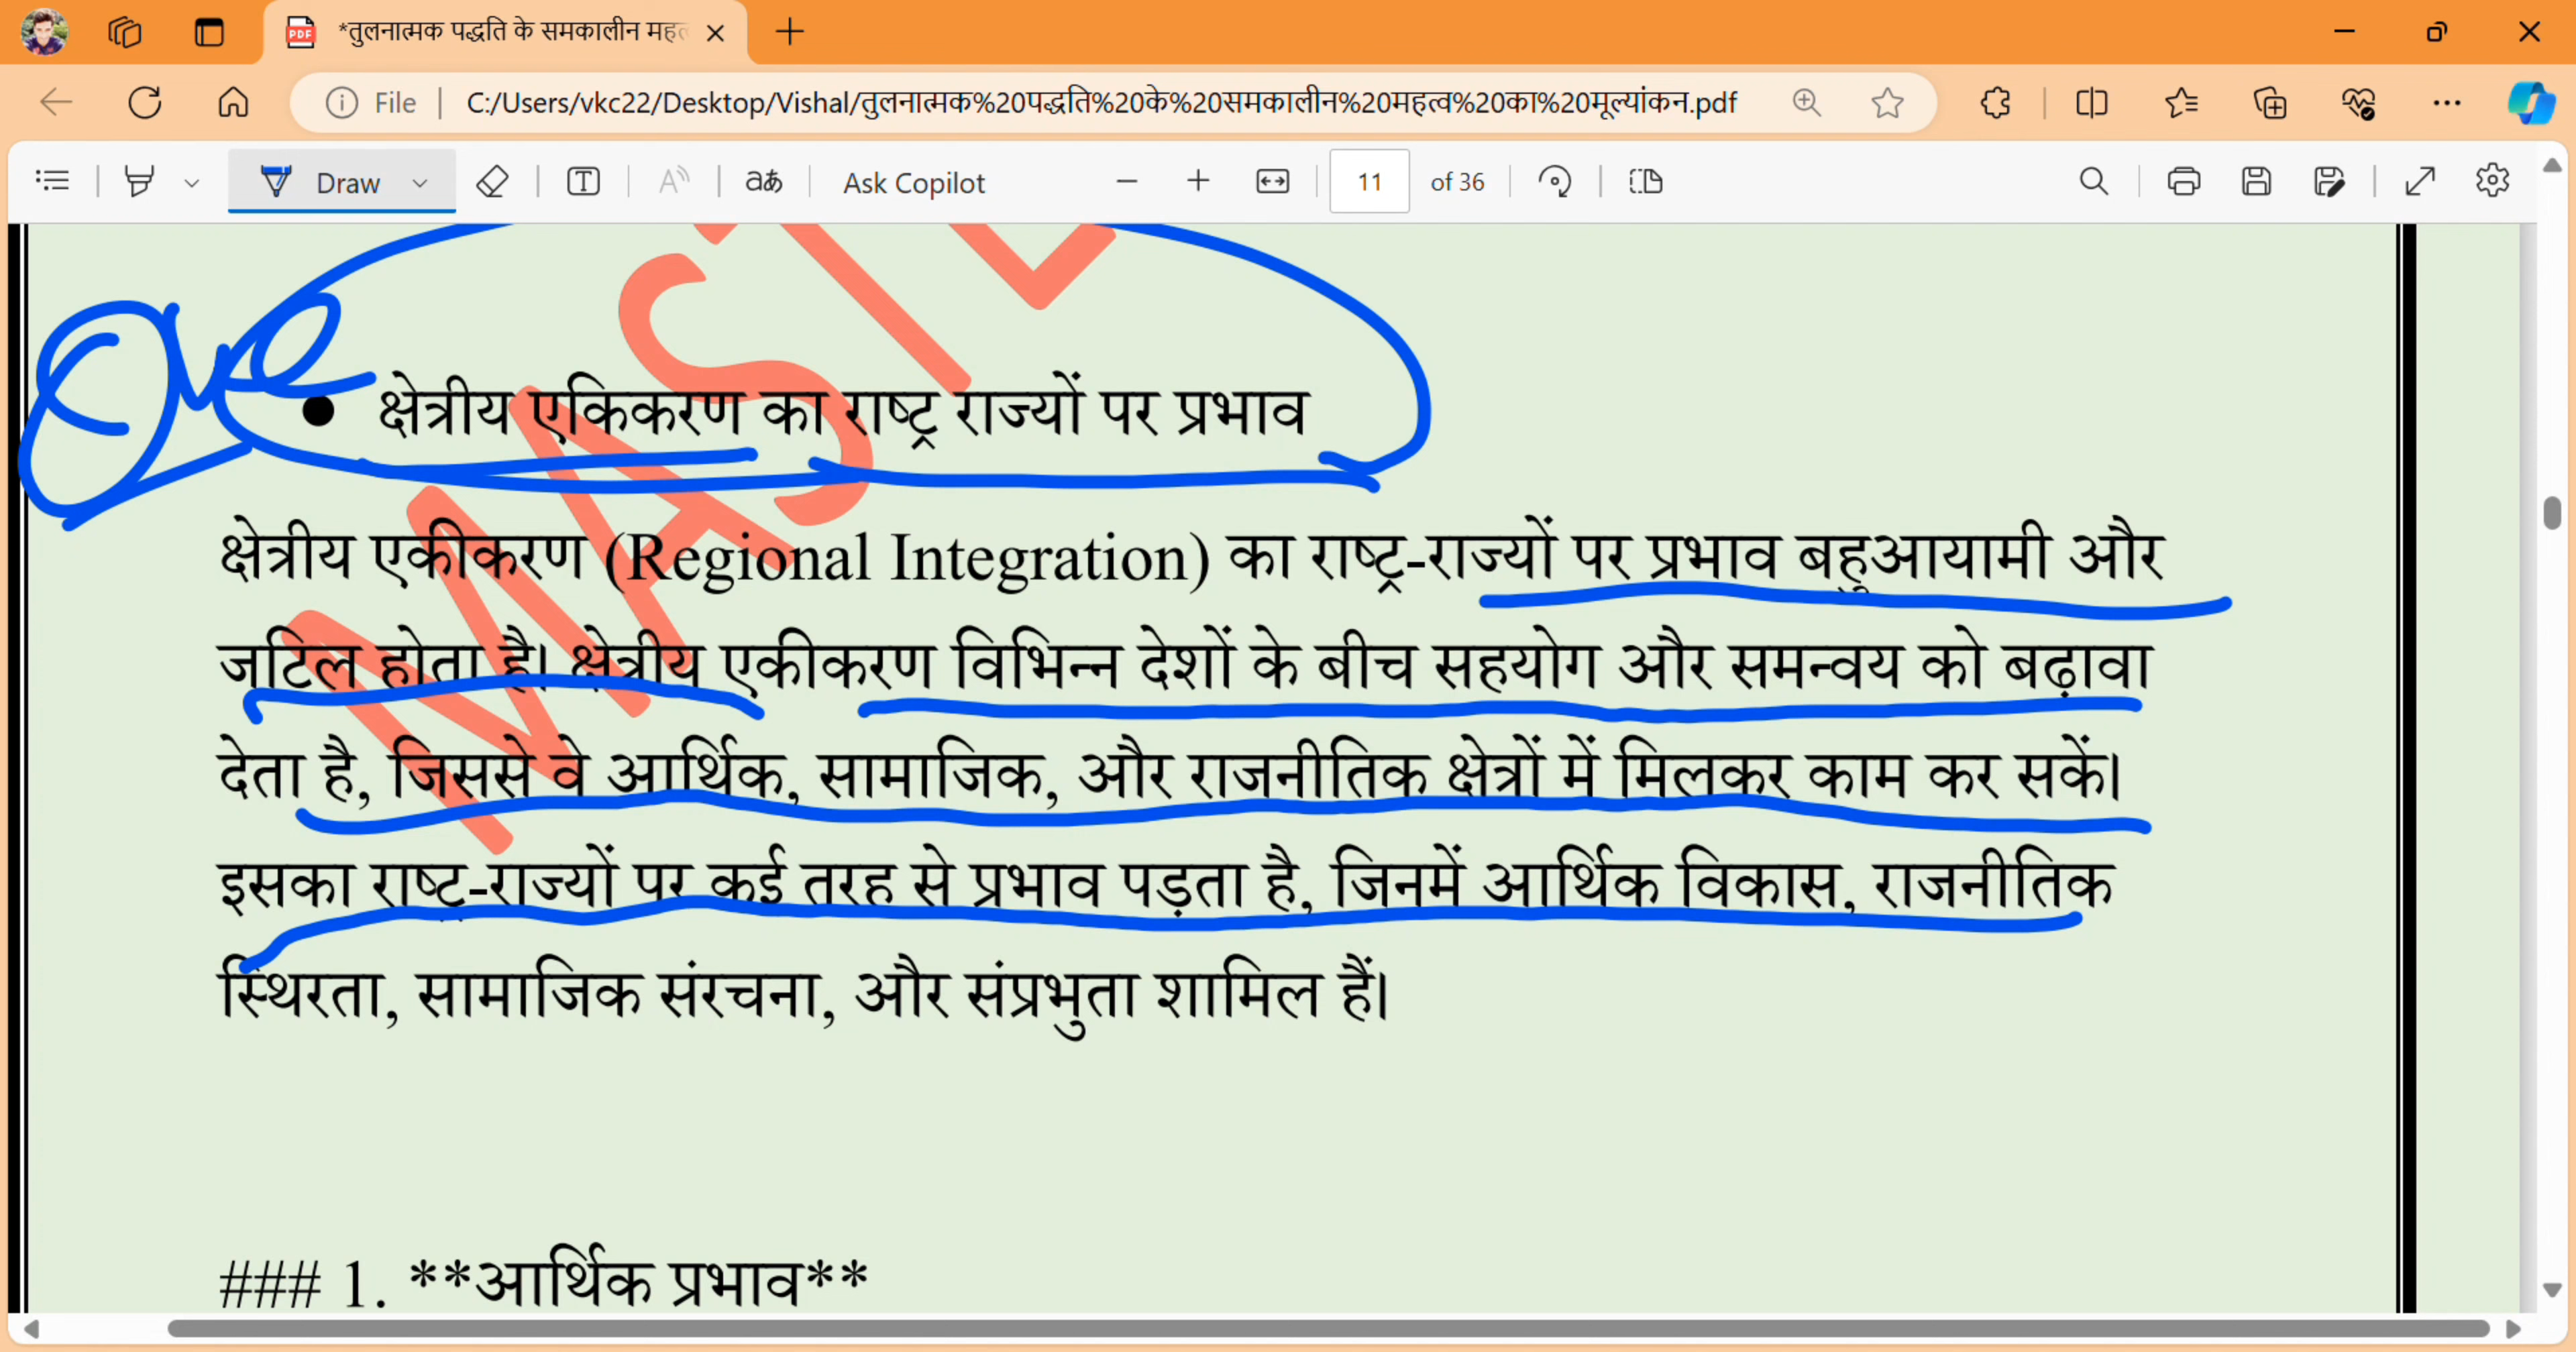 *तुलनात्मक पद्धति के समकालीन मह
File
C:/Users/vkc22/Desktop/Vishal/तुलनात्मक%20पद्धति%20के%20समकालीन%20महत्व%20का%20मूल्यांकन.pdf
Draw
Ask Copilot
11 of 36
Que
• क्षेत्रीय एकिकरण का राष्ट्र राज्यों पर प्रभाव
क्षेत्रीय एकीकरण (Regional Integration) का राष्ट्र-राज्यों पर प्रभाव बहुआयामी और
जटिल होता है। क्षेत्रीय एकीकरण विभिन्न देशों के बीच सहयोग और समन्वय को बढ़ावा
देता है, जिससे वे आर्थिक, सामाजिक, और राजनीतिक क्षेत्रों में मिलकर काम कर सकें।
इसका राष्ट्र-राज्यों पर कई तरह से प्रभाव पड़ता है, जिनमें आर्थिक विकास, राजनीतिक
स्थिरता, सामाजिक संरचना, और संप्रभुता शामिल हैं।
### 1. **आर्थिक प्रभाव**